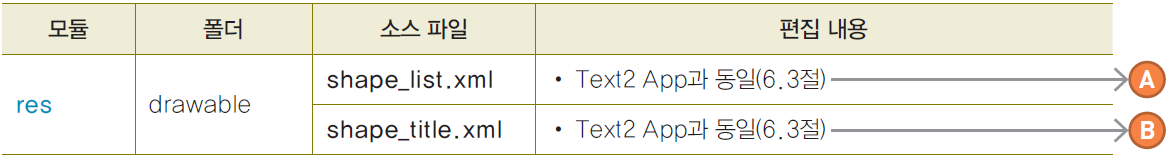 모듈 폴더 소스 파일 편집 내용
res drawable shape_list.xml • Text2 App과 동일(6.3절) A
shape_title.xml • Text2 App과 동일(6.3절) B